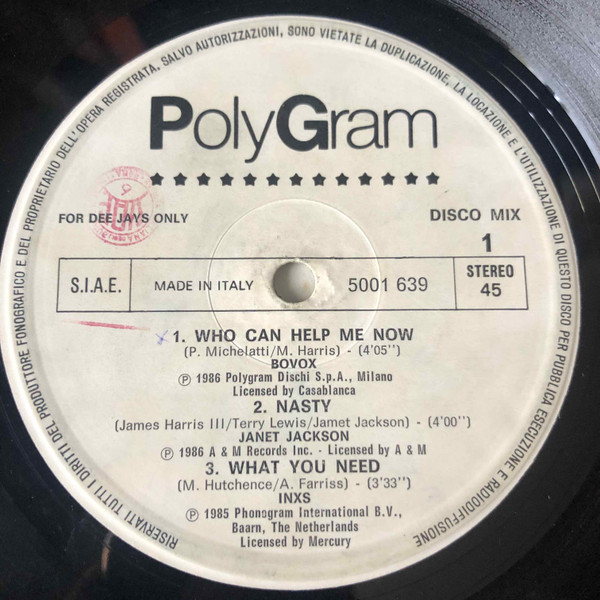 PolyGram
FOR DEE JAYS ONLY
DISCO MIX
1
S.I.A.E.
MADE IN ITALY
5001 639
STEREO
45
1. WHO CAN HELP ME NOW
(P. Michelatti/M. Harris) - (4'05")
BOVOX
℗ 1986 Polygram Dischi S.p.A., Milano
Licensed by Casablanca
2. NASTY
(James Harris III/Terry Lewis/Jamet Jackson) - (4'00")
JANET JACKSON
℗ 1986 A & M Records Inc. - Licensed by A & M
3. WHAT YOU NEED
(M. Hutchence/A. Farriss) - (3'33")
INXS
℗ 1985 Phonogram International B.V.,
Baarn, The Netherlands
Licensed by Mercury
RISERVATI TUTTI I DIRITTI DEL PRODUTTORE FONOGRAFICO E DEL PROPRIETARIO DELL'OPERA REGISTRATA. SALVO AUTORIZZAZIONI, SONO VIETATE LA DUPLICAZIONE, LA LOCAZIONE E L'UTILIZZAZIONE DI QUESTO DISCO PER PUBBLICA ESECUZIONE E RADIODIFFUSIONE